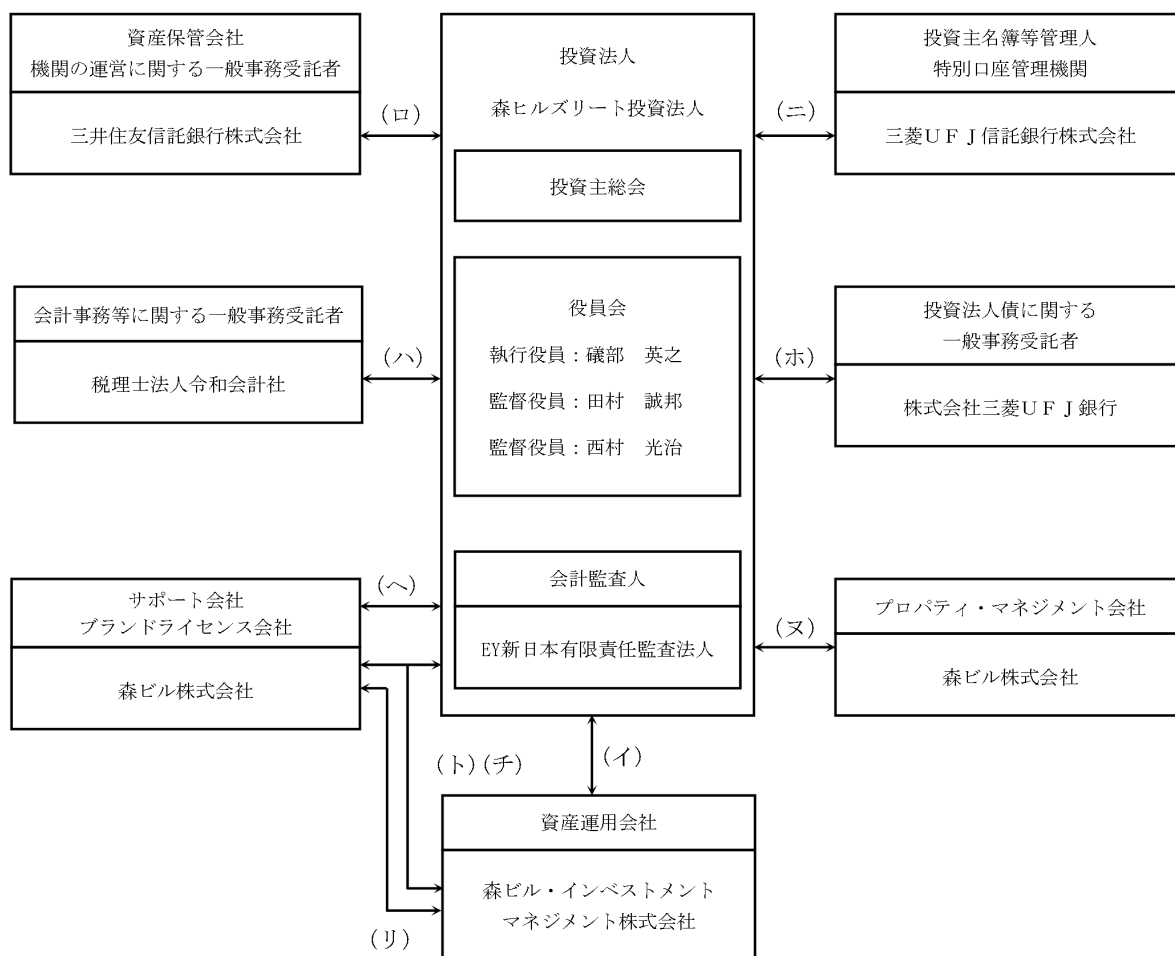 資産保管会社
機関の運営に関する一般事務受託者
三井住友信託銀行株式会社
(ロ)
投資法人
森ヒルズリート投資法人
投資主総会
(ニ)
投資主名簿等管理人
特別口座管理機関
三菱ＵＦＪ信託銀行株式会社
会計事務等に関する一般事務受託者
税理士法人令和会計社
(ハ)
役員会
執行役員：礒部　英之
監督役員：田村　誠邦
監督役員：西村　光治
(ホ)
投資法人債に関する
一般事務受託者
株式会社三菱ＵＦＪ銀行
サポート会社
ブランドライセンス会社
森ビル株式会社
(ヘ)
会計監査人
EY新日本有限責任監査法人
(ヌ)
プロパティ・マネジメント会社
森ビル株式会社
(ト)(チ)
(イ)
資産運用会社
森ビル・インベストメント
マネジメント株式会社
(リ)